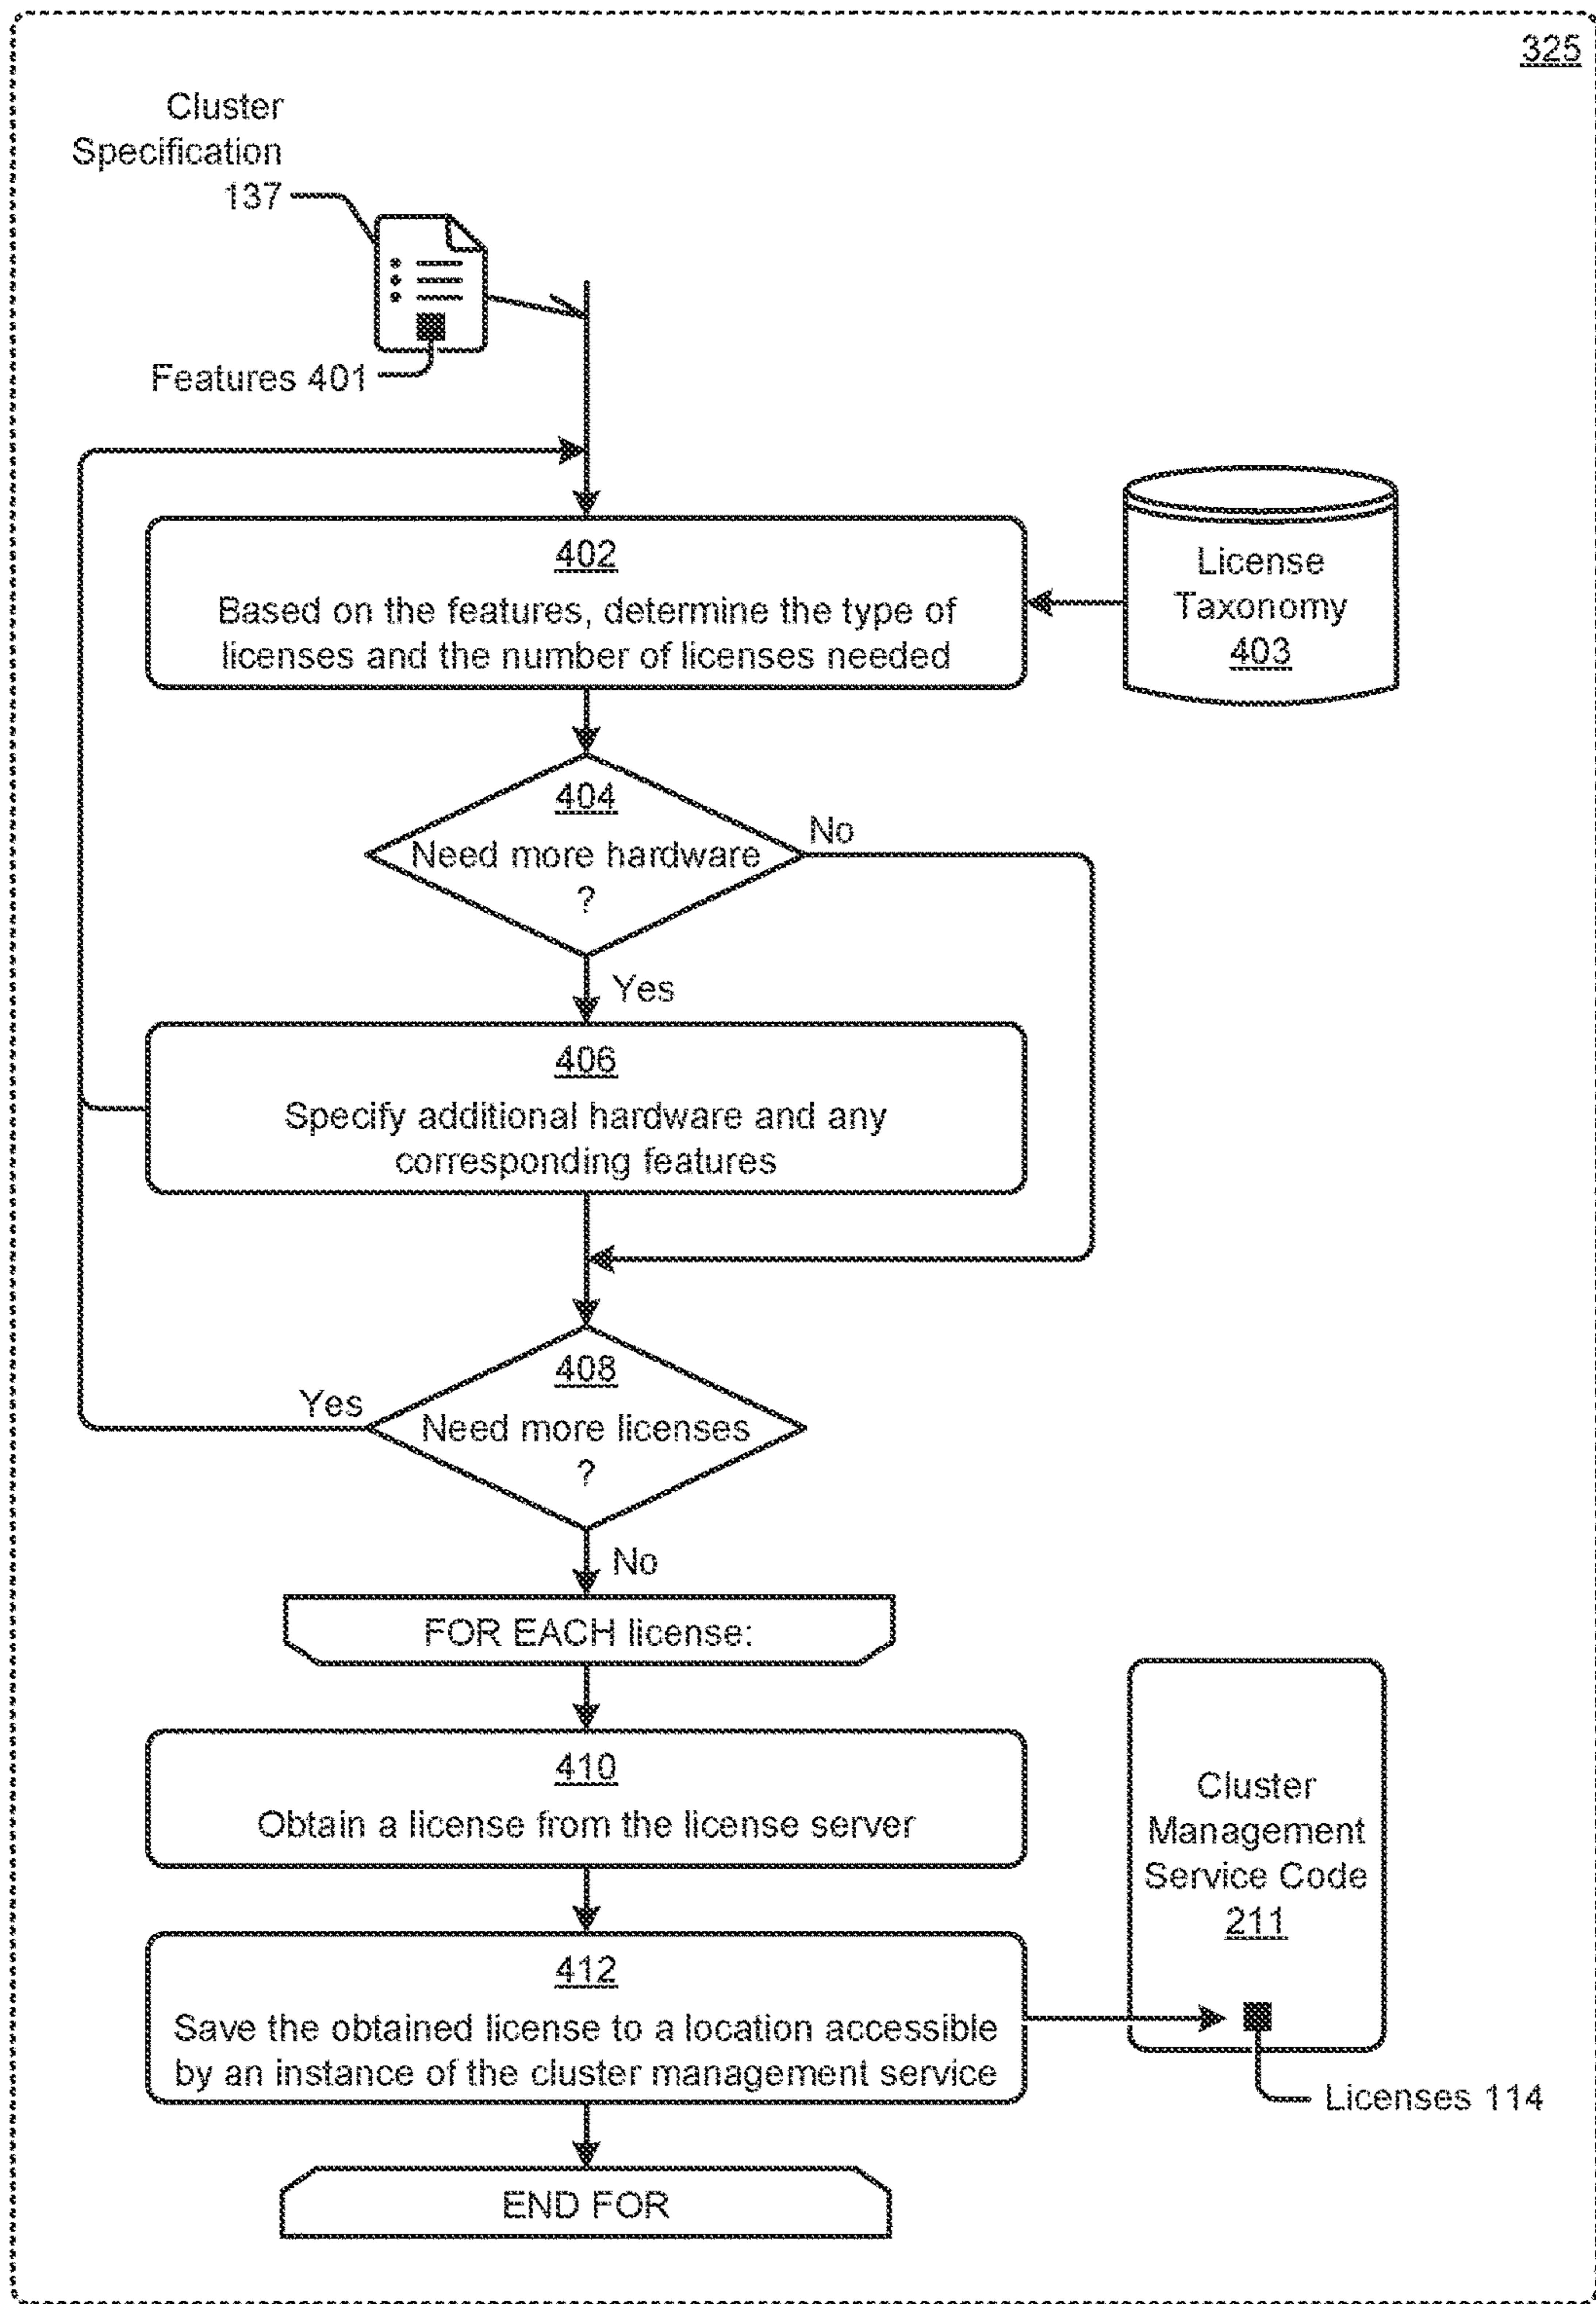 325
Cluster
Specification
137
Features 401
402
Based on the features, determine the type of
licenses and the number of licenses needed
License
Taxonomy
403
404
Need more hardware
?
No
Yes
406
Specify additional hardware and any
corresponding features
408
Need more licenses
?
Yes
No
FOR EACH license:
410
Obtain a license from the license server
Cluster
Management
Service Code
211
412
Save the obtained license to a location accessible
by an instance of the cluster management service
Licenses 114
END FOR